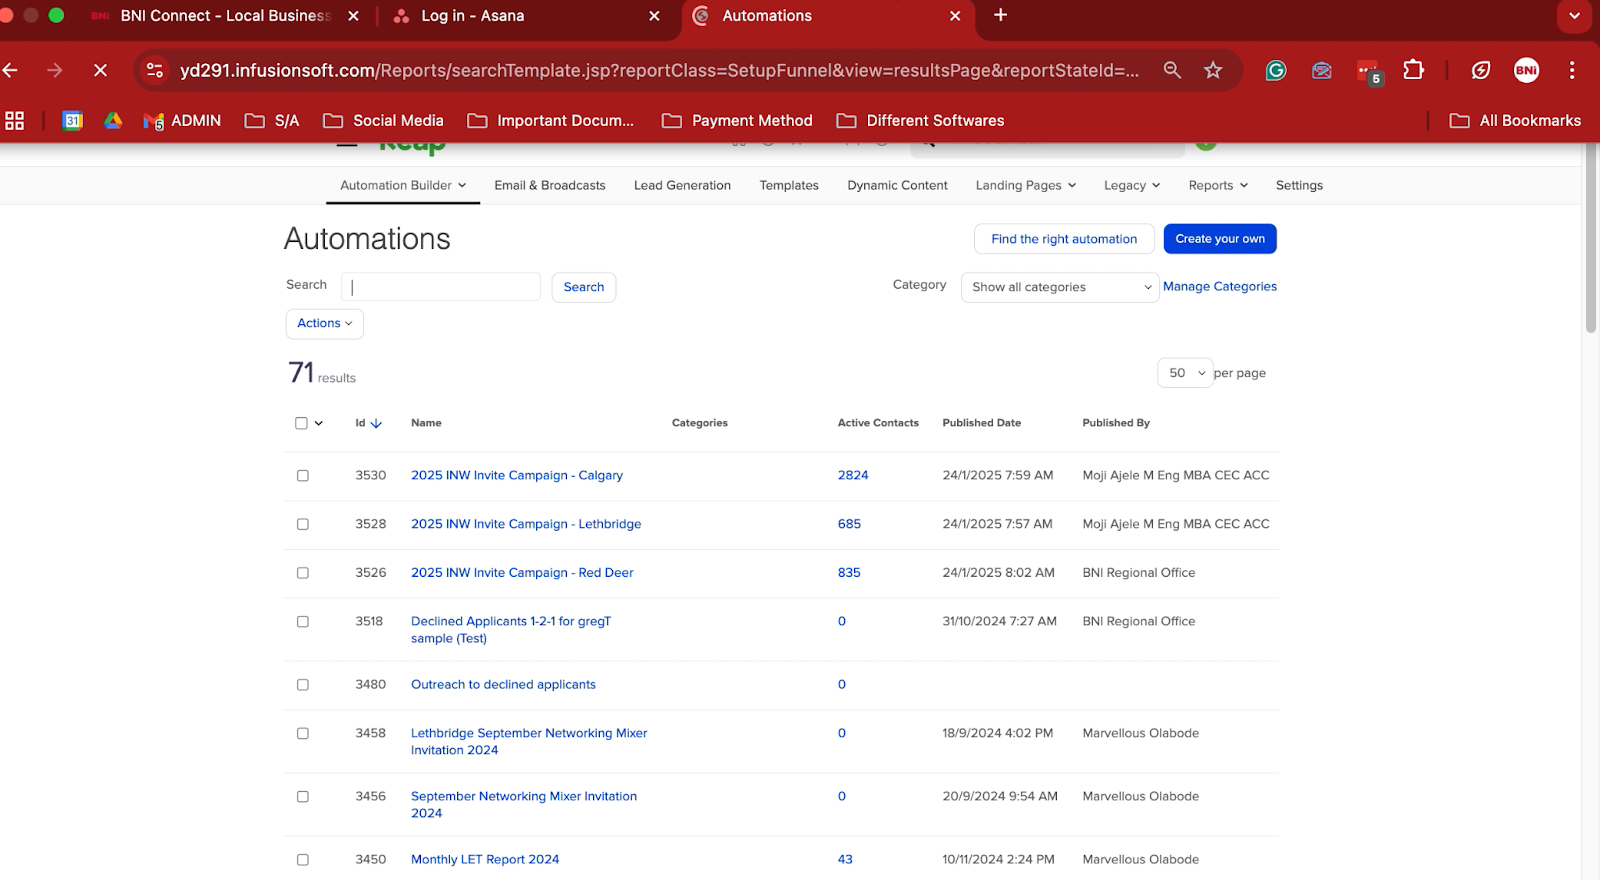 BNI BNI Connect - Local Business
Log in - Asana
Automations
yd291.infusionsoft.com/Reports/searchTemplate.jsp?reportClass=SetupFunnel&view=resultsPage&reportStateId=...
5
BNI
31
5 ADMIN
S/A
Social Media
Important Docum...
Payment Method
Different Softwares
All Bookmarks
Keap
Automation Builder
Email & Broadcasts
Lead Generation
Templates
Dynamic Content
Landing Pages
Legacy
Reports
Settings
Automations
Find the right automation
Create your own
Search
Search
Category
Show all categories
Manage Categories
Actions
71 results
50 per page
Id Name Categories Active Contacts Published Date Published By
3530 2025 INW Invite Campaign - Calgary 2824 24/1/2025 7:59 AM Moji Ajele M Eng MBA CEC ACC
3528 2025 INW Invite Campaign - Lethbridge 685 24/1/2025 7:57 AM Moji Ajele M Eng MBA CEC ACC
3526 2025 INW Invite Campaign - Red Deer 835 24/1/2025 8:02 AM BNI Regional Office
3518 Declined Applicants 1-2-1 for gregT 0 31/10/2024 7:27 AM BNI Regional Office
sample (Test)
3480 Outreach to declined applicants 0
3458 Lethbridge September Networking Mixer 0 18/9/2024 4:02 PM Marvellous Olabode
Invitation 2024
3456 September Networking Mixer Invitation 0 20/9/2024 9:54 AM Marvellous Olabode
2024
3450 Monthly LET Report 2024 43 10/11/2024 2:24 PM Marvellous Olabode